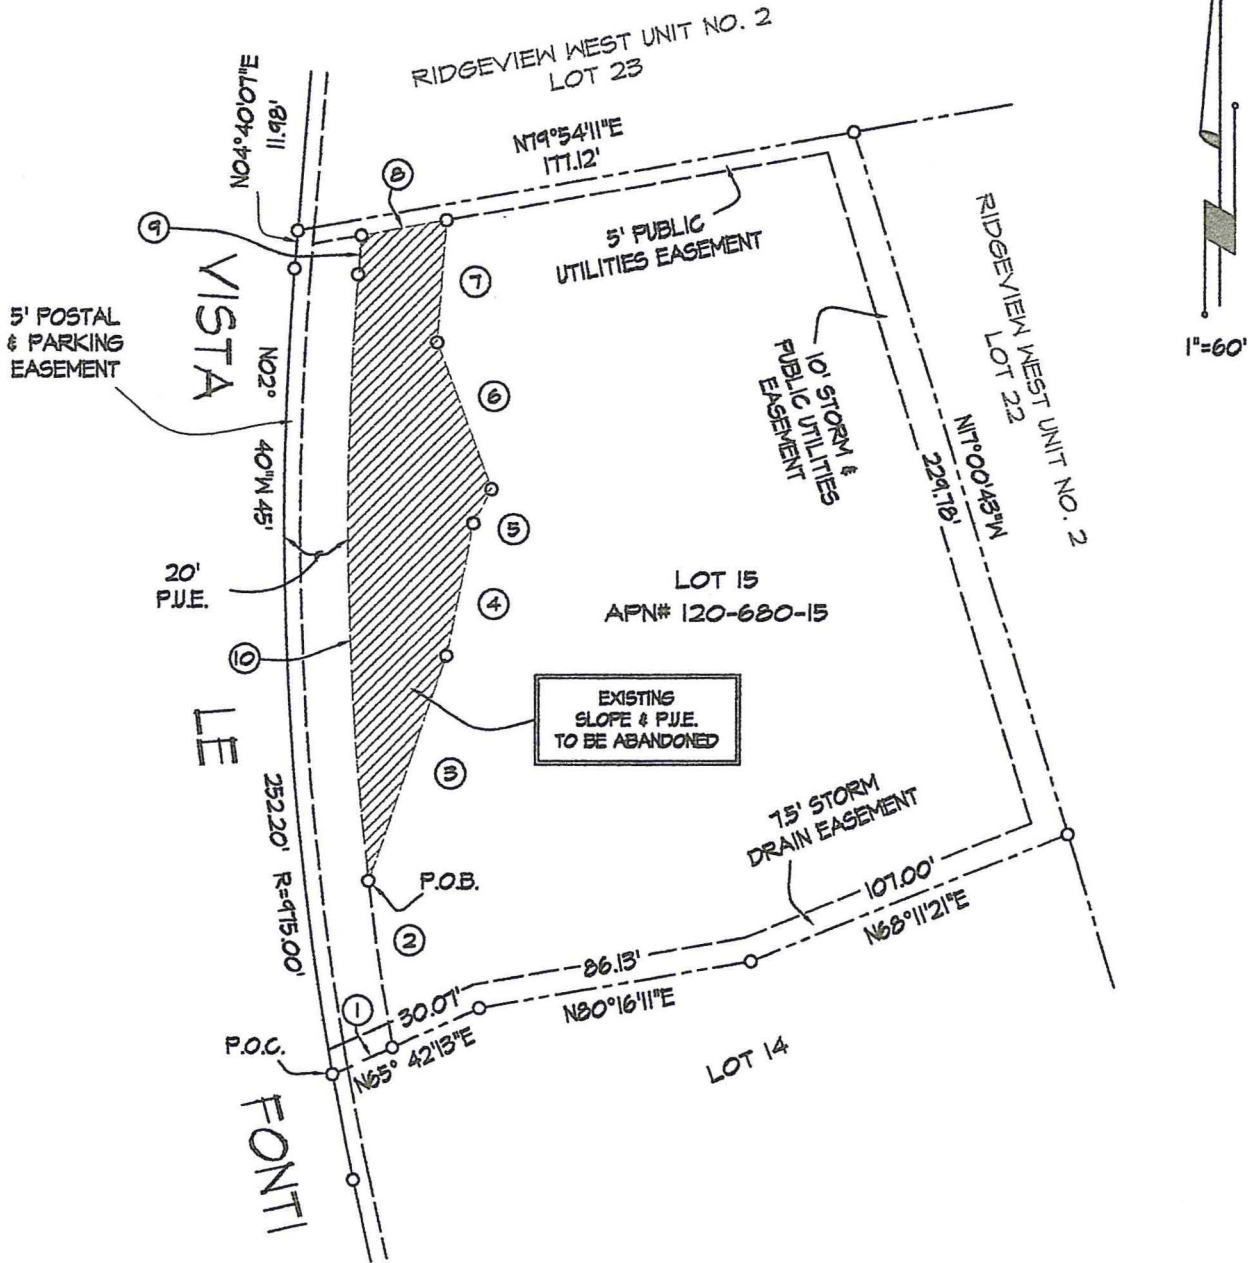 RIDGEVIEW WEST UNIT NO. 2
LOT 23
N04°40'07"E
11.98'
N79°54'11"E
177.12'
8
9
5' PUBLIC
UTILITIES EASEMENT
7
VISTA
5' POSTAL
& PARKING
EASEMENT
RIDGEVIEW WEST UNIT NO. 2
LOT 22
1"=60'
10' STORM &
PUBLIC UTILITIES
EASEMENT
N02°
40"W 45'
6
N17°00'43"W
229.78'
5
20'
P.U.E.
LOT 15
APN# 120-680-15
4
10
EXISTING
SLOPE & P.U.E.
TO BE ABANDONED
LE
3
252.20' R=975.00'
7.5' STORM
DRAIN EASEMENT
P.O.B.
107.00'
N68°11'21"E
2
86.13'
N80°16'11"E
1
30.07'
N65° 42'13"E
P.O.C.
LOT 14
FONTI